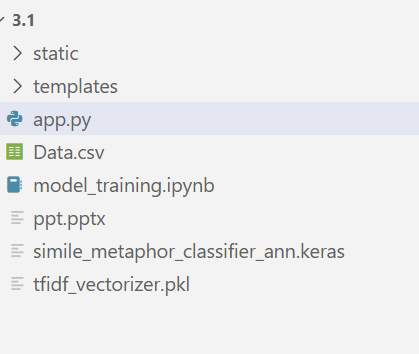 3.1
static
templates
app.py
Data.csv
model_training.ipynb
ppt.pptx
simile_metaphor_classifier_ann.keras
tfidf_vectorizer.pkl